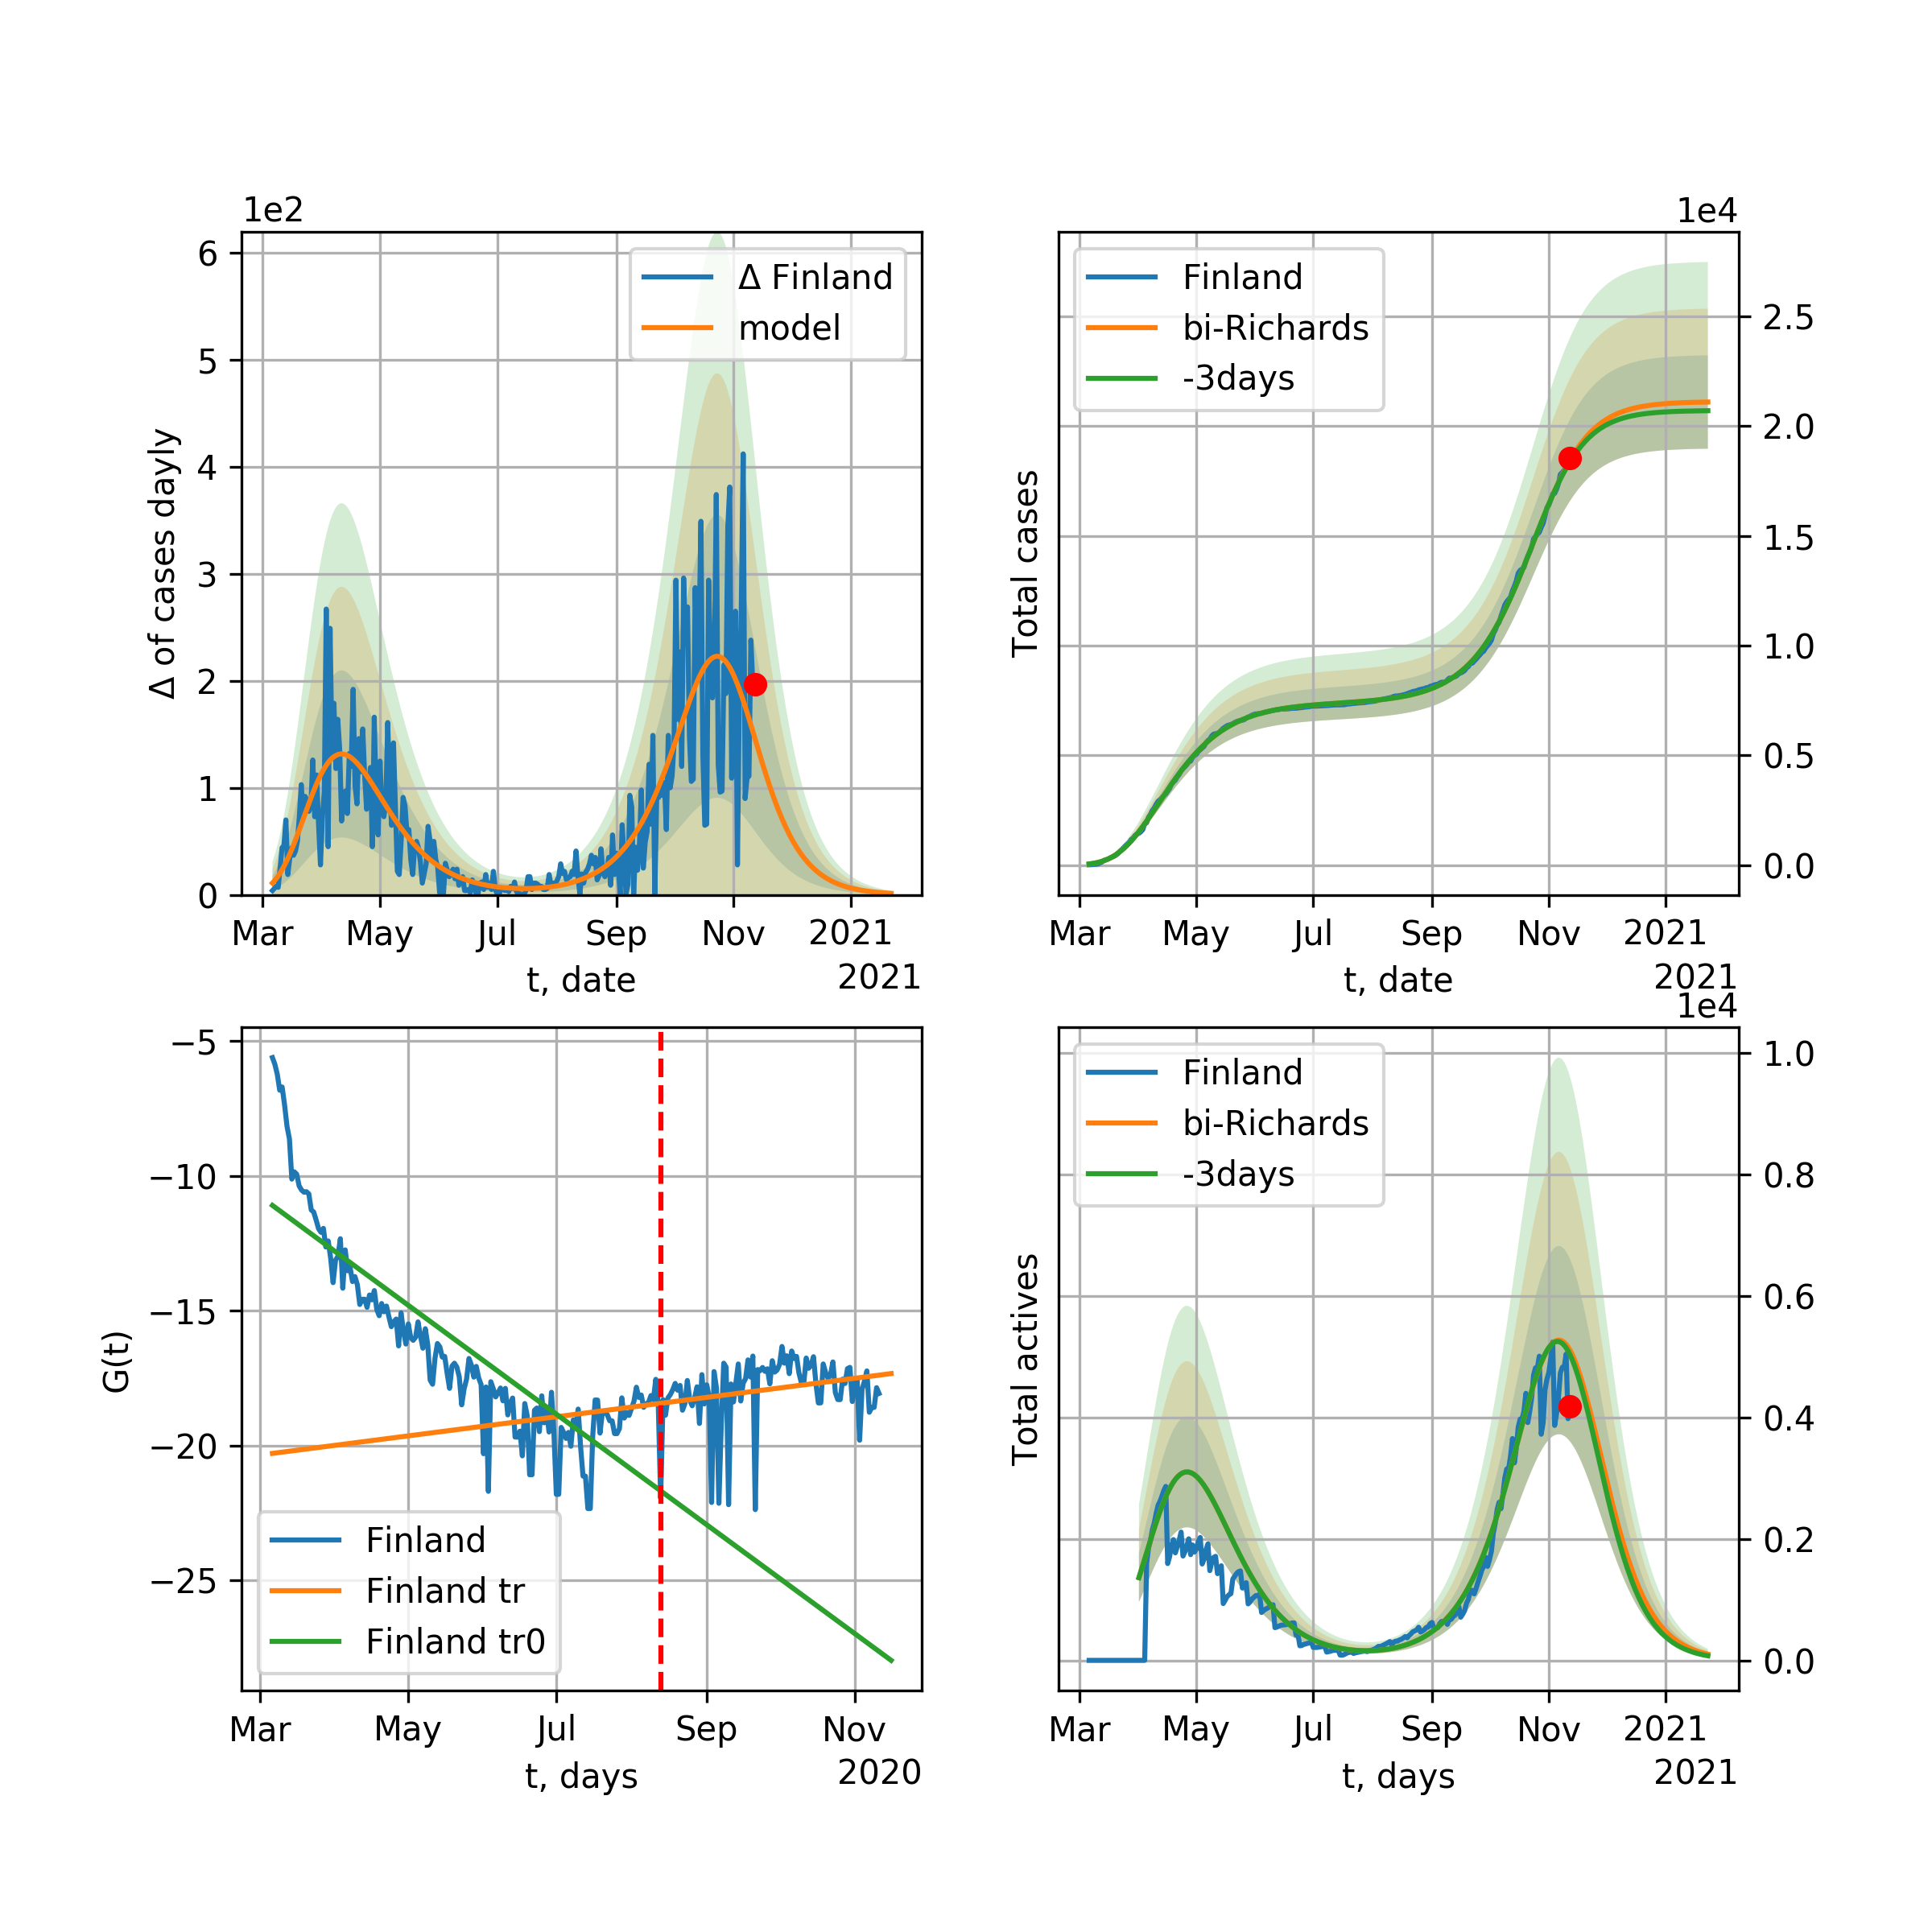 1e2
6
5
4
3
2
1
0
Δ of cases dayly
Δ Finland
model
Mar May Jul Sep Nov 2021
t, date
2021
1e4
Finland
bi-Richards
-3days
Total cases
2.5
2.0
1.5
1.0
0.5
0.0
Mar May Jul Sep Nov 2021
t, date
2021
−5
−10
−15
−20
−25
G(t)
Finland
Finland tr
Finland tr0
Mar May Jul Sep Nov
t, days
2020
1e4
Finland
bi-Richards
-3days
Total actives
1.0
0.8
0.6
0.4
0.2
0.0
Mar May Jul Sep Nov 2021
t, days
2021